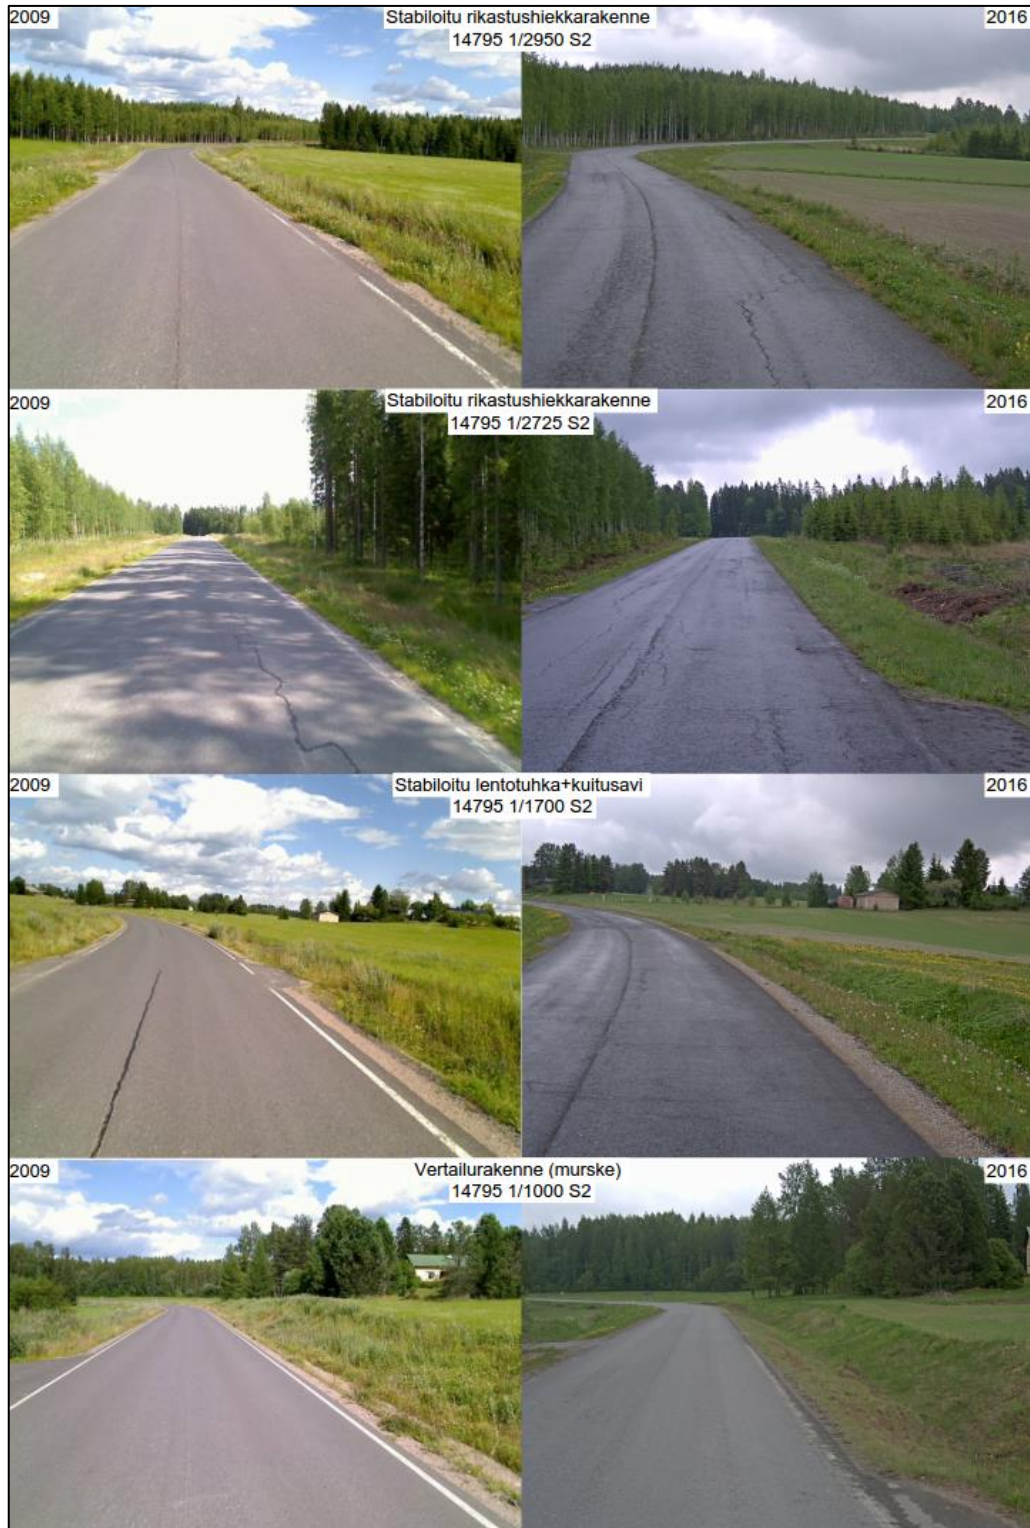 2009
Stabiloitu rikastushiekkarakenne
2016
14795 1/2950 S2
2009
Stabiloitu rikastushiekkarakenne
2016
14795 1/2725 S2
2009
Stabiloitu lentotuhka+kuitusavi
2016
14795 1/1700 S2
2009
Vertailurakenne (murske)
2016
14795 1/1000 S2